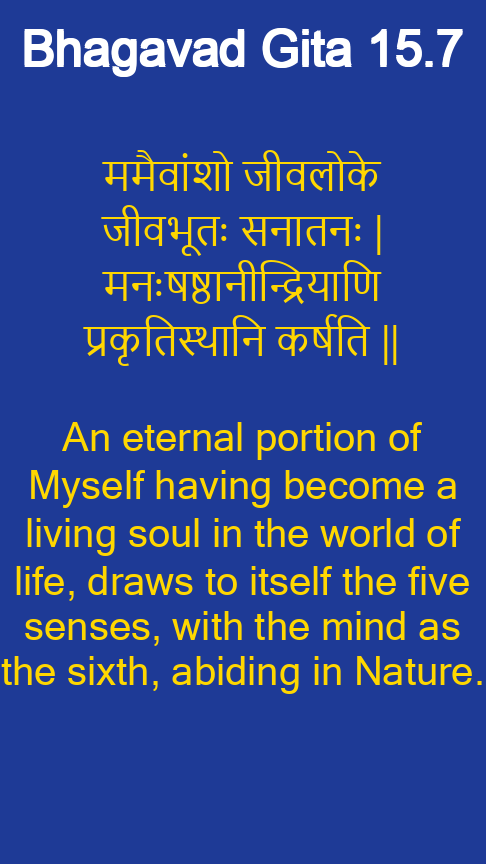 Bhagavad Gita 15.7
ममैवांशो जीवलोके
जीवभूतः सनातनः |
मनःषष्ठानीन्द्रियाणि
प्रकृतिस्थानि कर्षति ||
An eternal portion of
Myself having become a
living soul in the world of
life, draws to itself the five
senses, with the mind as
the sixth, abiding in Nature.